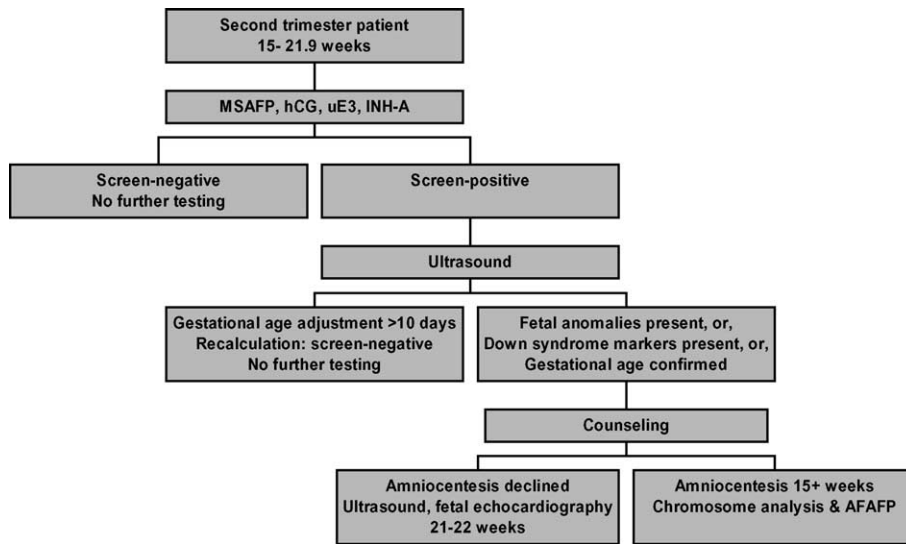 Second trimester patient
15- 21.9 weeks
MSAFP, hCG, uE3, INH-A
Screen-negative
No further testing
Screen-positive
Ultrasound
Gestational age adjustment >10 days
Recalculation: screen-negative
No further testing
Fetal anomalies present, or,
Down syndrome markers present, or,
Gestational age confirmed
Counseling
Amniocentesis declined
Ultrasound, fetal echocardiography
21-22 weeks
Amniocentesis 15+ weeks
Chromosome analysis & AFAFP